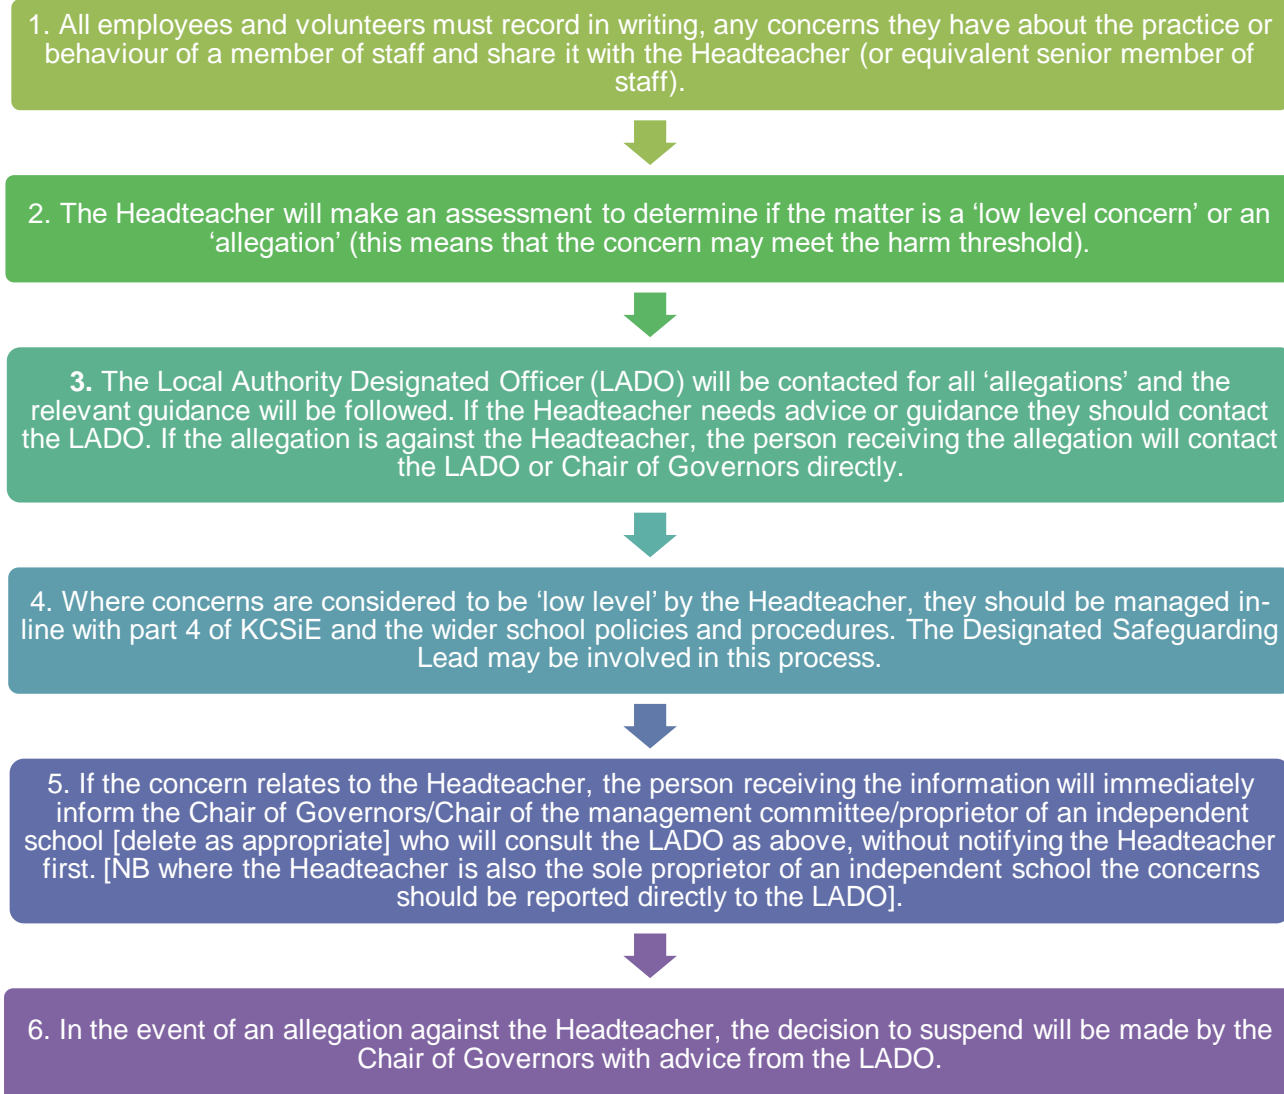 1. All employees and volunteers must record in writing, any concerns they have about the practice or
behaviour of a member of staff and share it with the Headteacher (or equivalent senior member of
staff).
2. The Headteacher will make an assessment to determine if the matter is a ‘low level concern’ or an
‘allegation’ (this means that the concern may meet the harm threshold).
3. The Local Authority Designated Officer (LADO) will be contacted for all ‘allegations’ and the
relevant guidance will be followed. If the Headteacher needs advice or guidance they should contact
the LADO. If the allegation is against the Headteacher, the person receiving the allegation will contact
the LADO or Chair of Governors directly.
4. Where concerns are considered to be ‘low level’ by the Headteacher, they should be managed in-
line with part 4 of KCSiE and the wider school policies and procedures. The Designated Safeguarding
Lead may be involved in this process.
5. If the concern relates to the Headteacher, the person receiving the information will immediately
inform the Chair of Governors/Chair of the management committee/proprietor of an independent
school [delete as appropriate] who will consult the LADO as above, without notifying the Headteacher
first. [NB where the Headteacher is also the sole proprietor of an independent school the concerns
should be reported directly to the LADO].
6. In the event of an allegation against the Headteacher, the decision to suspend will be made by the
Chair of Governors with advice from the LADO.